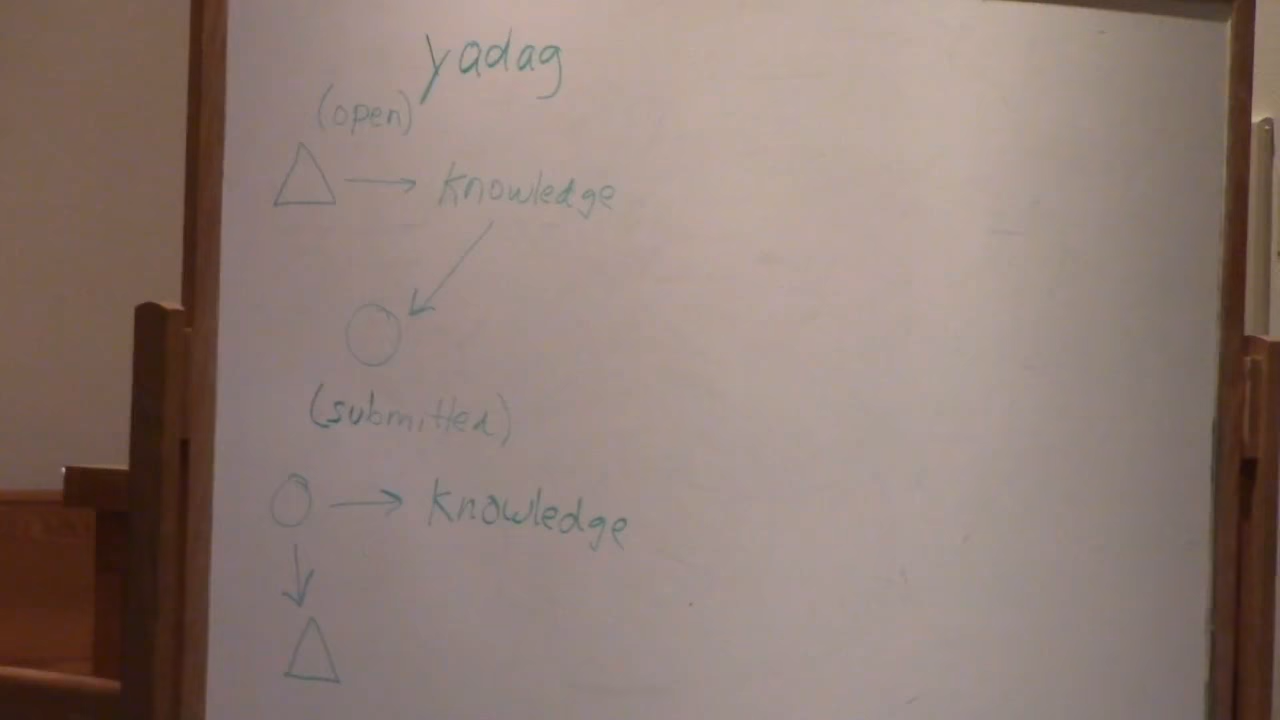 yadag
(open)
knowledge
(submitted)
knowledge